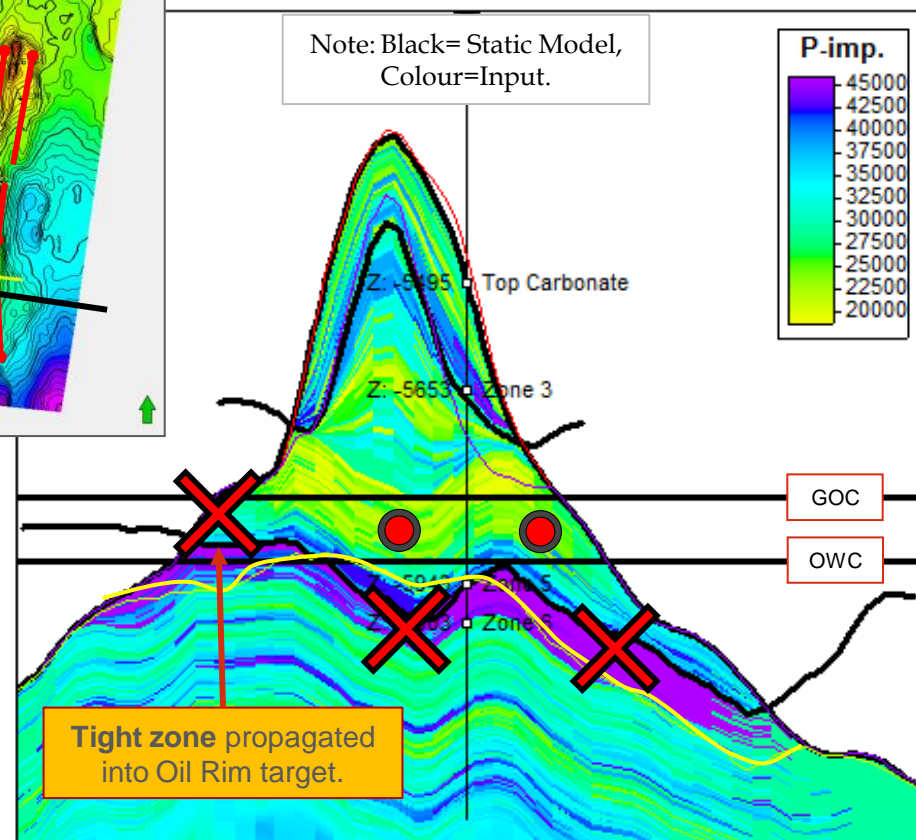 Note: Black= Static Model,
Colour=Input.
P-imp.
45000
42500
40000
37500
35000
32500
30000
27500
25000
22500
20000
Z: -5495 Top Carbonate
Z: -5653 Zone 3
GOC
OWC
Zone 5
Zone 6
Tight zone propagated
into Oil Rim target.